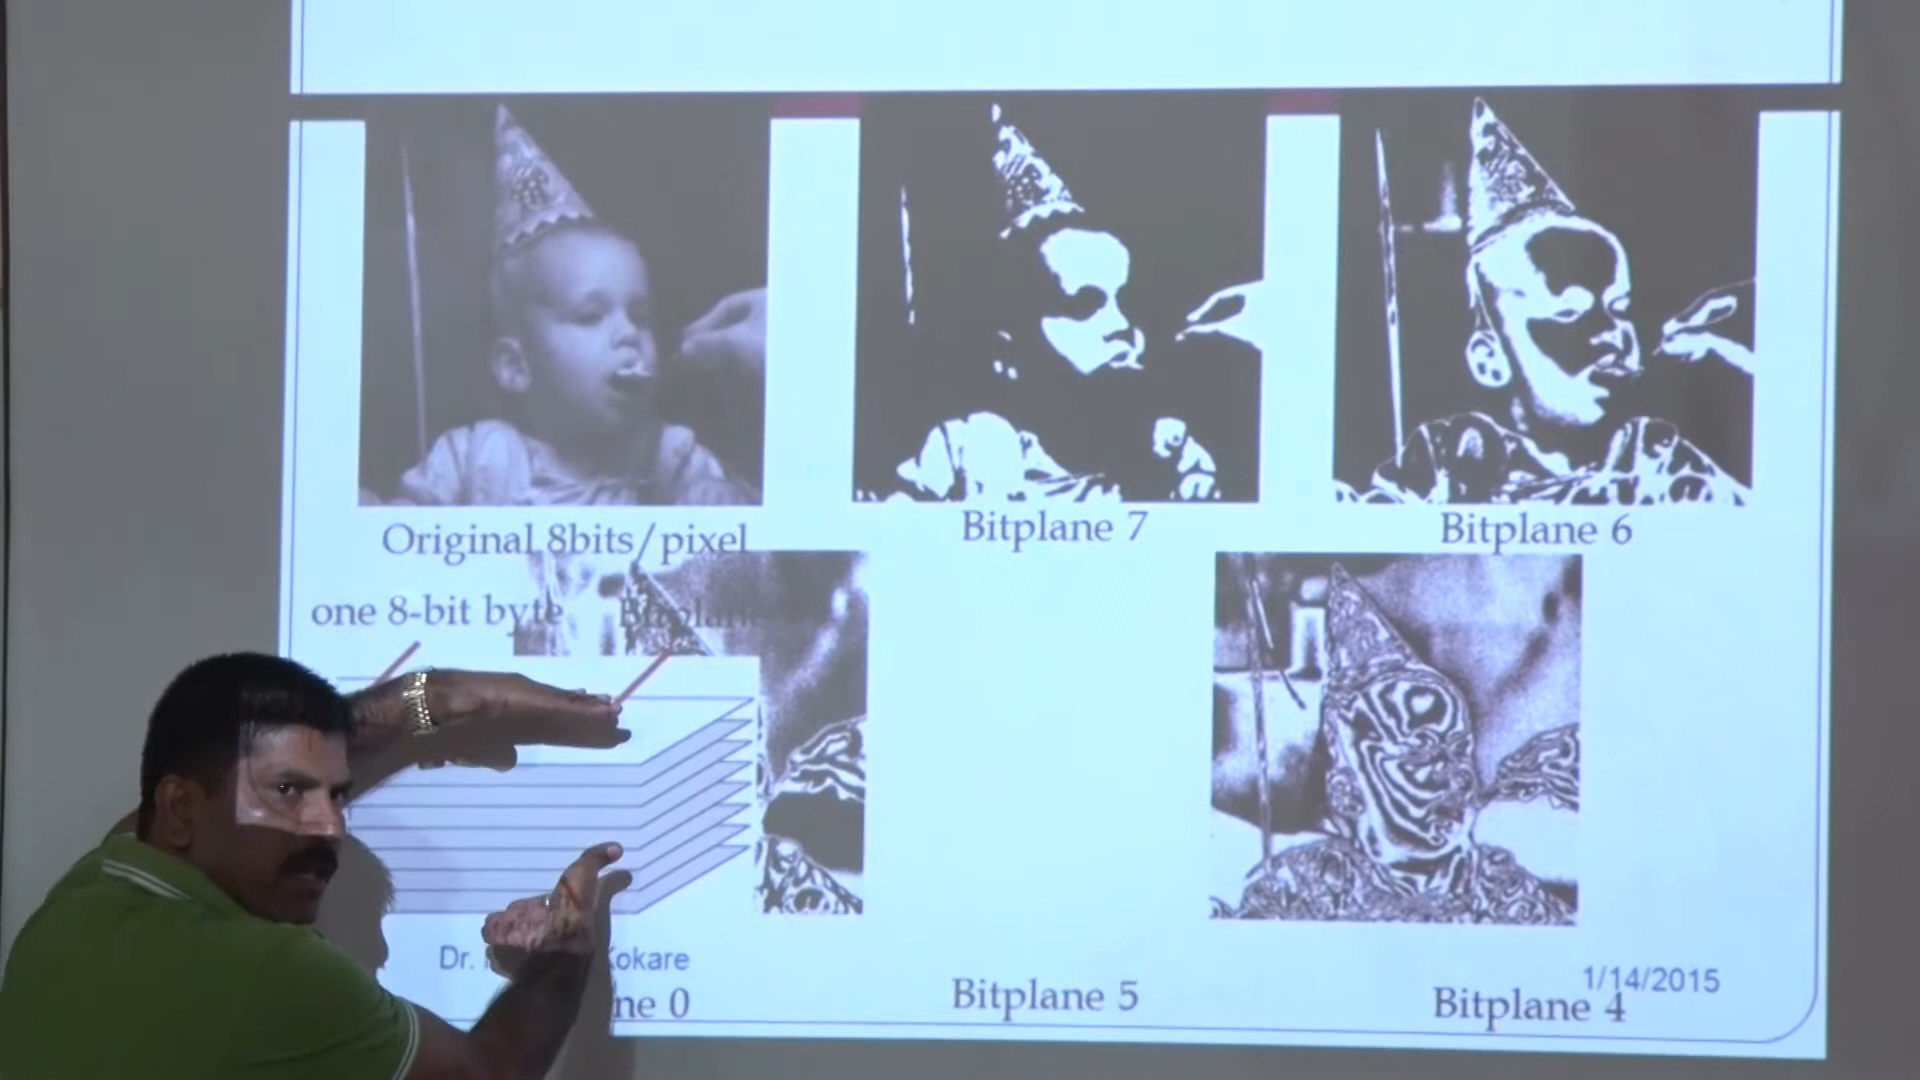 Original 8bits/pixel
Bitplane 7
Bitplane 6
one 8-bit byte
Dr.
Kokare
ne 0
Bitplane 5
1/14/2015
Bitplane 4